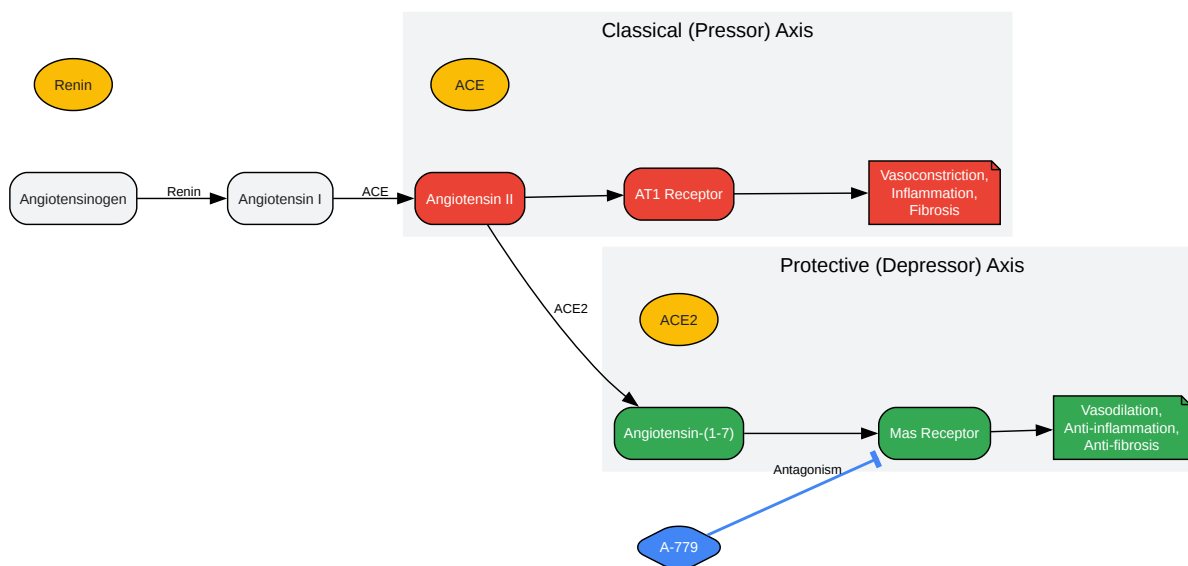 Classical (Pressor) Axis
Renin
ACE
Angiotensinogen
Renin
Angiotensin I
ACE
Angiotensin II
AT1 Receptor
Vasoconstriction,
Inflammation,
Fibrosis
Protective (Depressor) Axis
ACE2
ACE2
Angiotensin-(1-7)
Mas Receptor
Vasodilation,
Anti-inflammation,
Anti-fibrosis
Antagonism
A-779